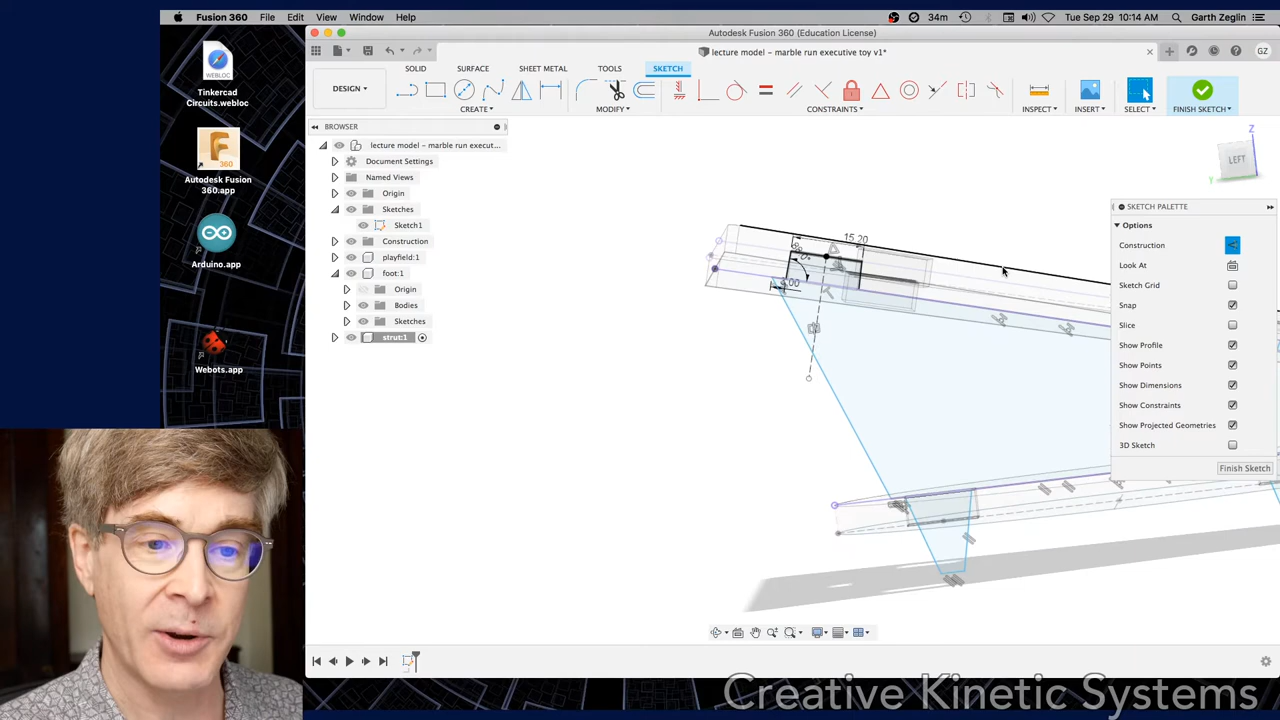 Fusion 360 File Edit View Window Help 34m Tue Sep 29 10:14 AM Garth Zeglin
Autodesk Fusion 360 (Education License)
lecture model – marble run executive toy v1*
GZ
SOLID SURFACE SHEET METAL TOOLS SKETCH
DESIGN
CREATE MODIFY CONSTRAINTS INSPECT INSERT SELECT FINISH SKETCH
BROWSER
lecture model – marble run execut...
Document Settings
Named Views
Origin
Sketches
Sketch1
Construction
playfield:1
foot:1
Origin
Bodies
Sketches
strut:1
WEBLOC
Tinkercad
Circuits.webloc
360
Autodesk Fusion
360.app
Arduino.app
Webots.app
15.20
LEFT
Z
Y
SKETCH PALETTE
Options
Construction
Look At
Sketch Grid
Snap
Slice
Show Profile
Show Points
Show Dimensions
Show Constraints
Show Projected Geometries
3D Sketch
Finish Sketch
Creative Kinetic Systems